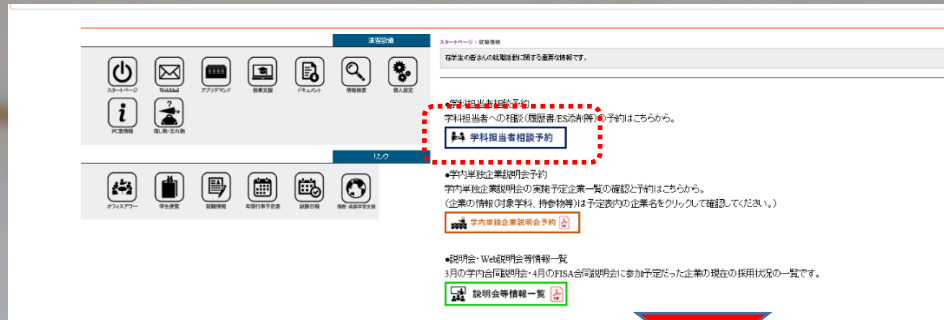 演習設備
スタートページ
WebMail
アプリデマンド
授業支援
ドキュメント
情報検索
個人設定
PC室情報
落し物・忘れ物
リンク
オフィスアワー
学生便覧
就職情報
年間行事予定表
試験日程
スタートページ > 就職情報
在学生の皆さんの就職活動に関する重要な情報です。
●学科担当者相談予約
学科担当者への相談(履歴書/ES添削等)の予約はこちらから。
学科担当者相談予約
●学内単独企業説明会予約
学内単独企業説明会の実施予定企業一覧の確認と予約はこちらから。
(企業の情報(対象学科、持参物等)は予定表内の企業名をクリックして確認してください。)
学内単独企業説明会予約
●説明会・Web説明会等情報一覧
3月の学内合同説明会・4月のFISA合同説明会に参加予定だった企業の現在の採用状況の一覧です。
説明会等情報一覧